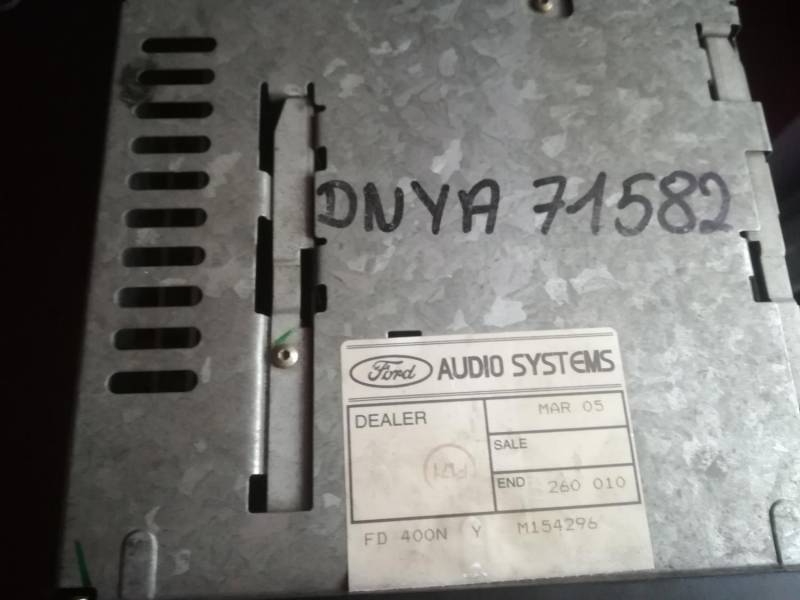 DNYA 71582
Ford AUDIO SYSTEMS
DEALER
MAR 05
SALE
END 260 010
FD 400N Y M154296